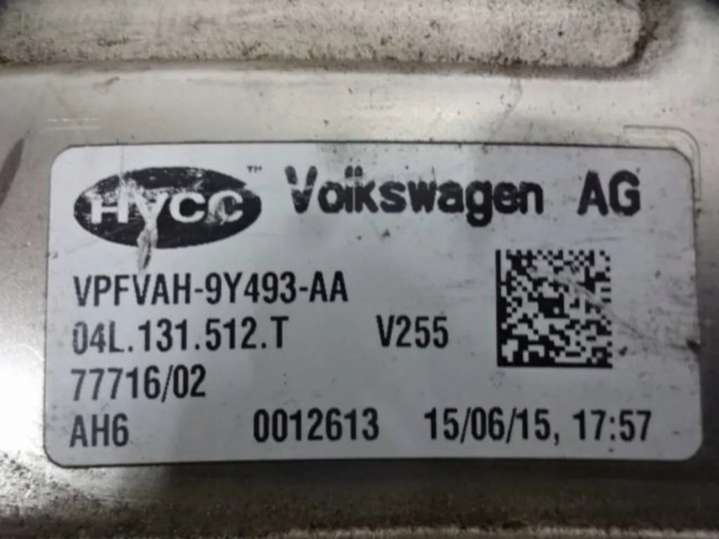 HYCC™ Volkswagen AG
VPFVAH-9Y493-AA
04L.131.512.T V255
77716/02
AH6 0012613 15/06/15, 17:57